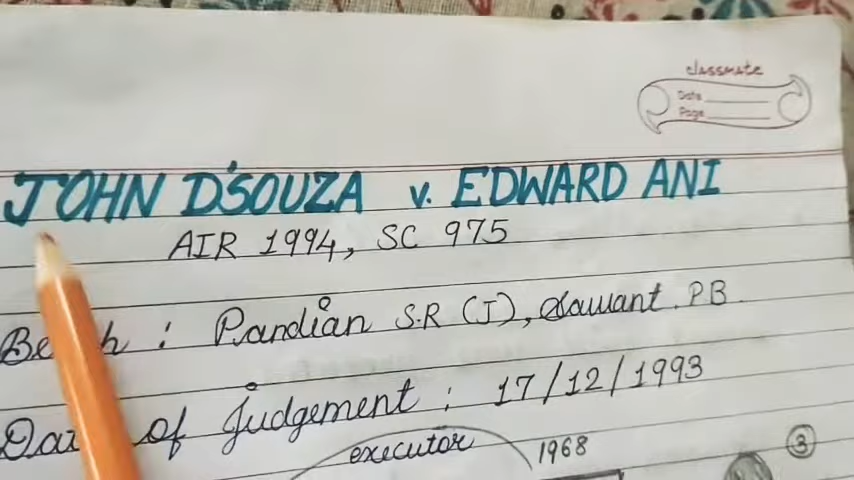 classmate
Date
Page
JOHN D'SOUZA v. EDWARD ANI
AIR 1994, SC 975
Bench : Pandian S.R (J), Sawant. P B
Date of judgement : 17/12/1993
executor 1968 3